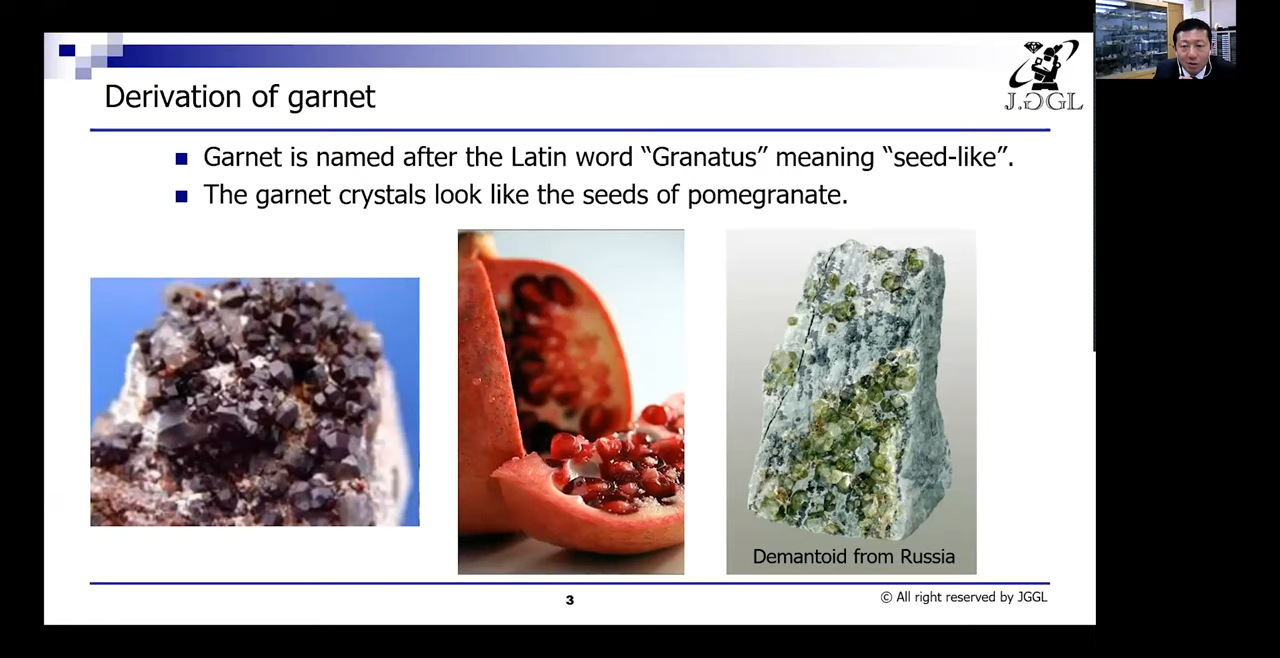 J.GGL
Derivation of garnet
Garnet is named after the Latin word “Granatus” meaning “seed-like”.
The garnet crystals look like the seeds of pomegranate.
Demantoid from Russia
3
© All right reserved by JGGL